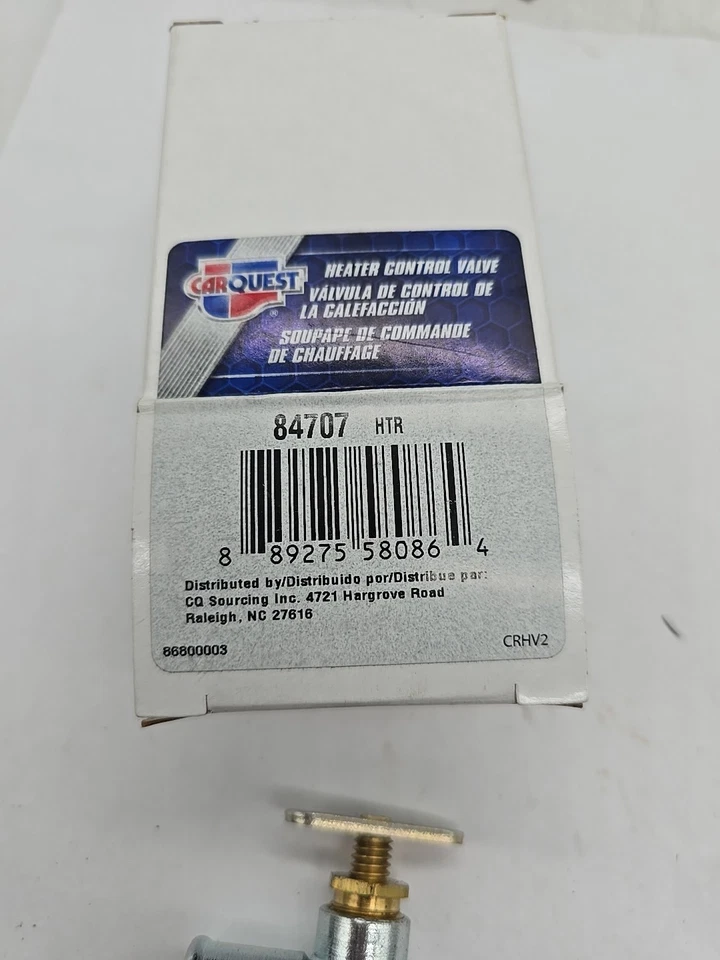 CARQUEST
®
HEATER CONTROL VALVE
VÁLVULA DE CONTROL DE
LA CALEFACCIÓN
SOUPAPE DE COMMANDE
DE CHAUFFAGE
84707 HTR
8 89275 58086 4
Distributed by/Distribuido por/Distribue par:
CQ Sourcing Inc. 4721 Hargrove Road
Raleigh, NC 27616
86800003
CRHV2